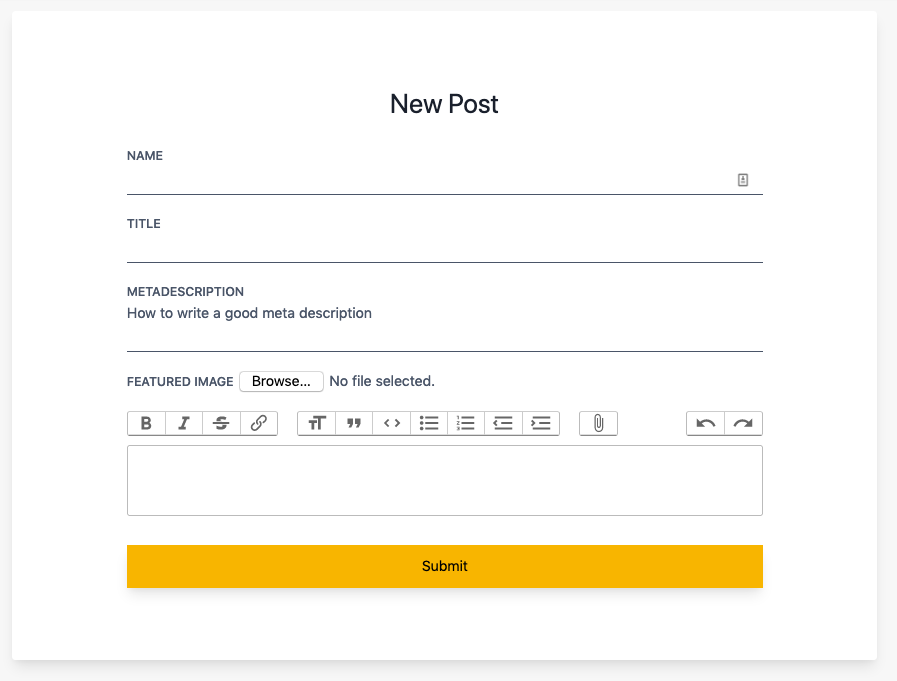 New Post
NAME
TITLE
METADESCRIPTION
How to write a good meta description
FEATURED IMAGE Browse... No file selected.
Submit